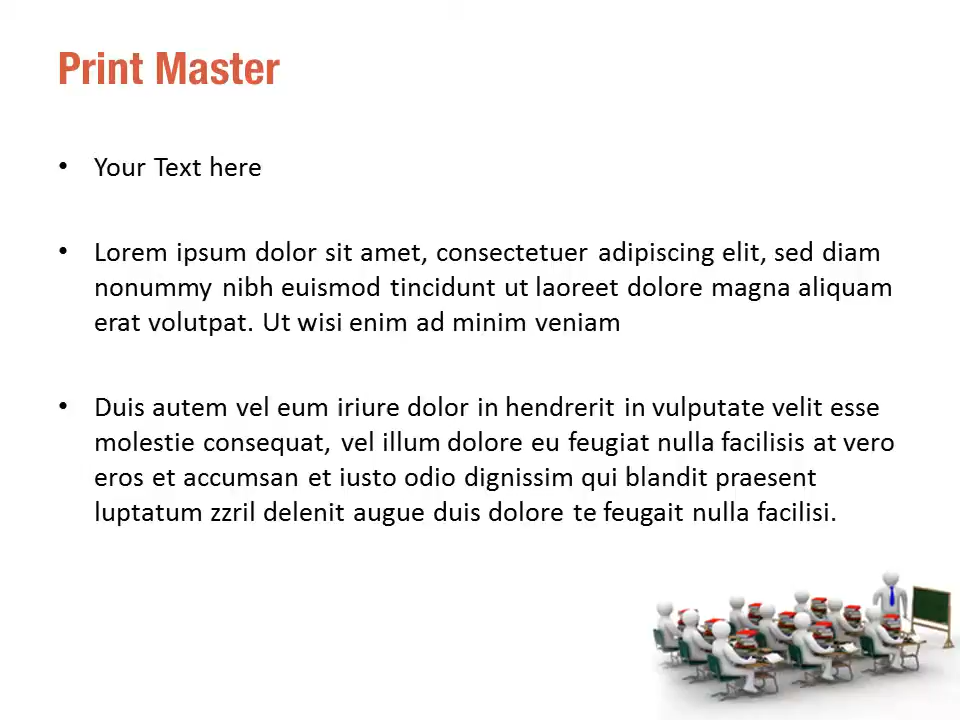 Print Master
• Your Text here
• Lorem ipsum dolor sit amet, consectetuer adipiscing elit, sed diam
nonummy nibh euismod tincidunt ut laoreet dolore magna aliquam
erat volutpat. Ut wisi enim ad minim veniam
• Duis autem vel eum iriure dolor in hendrerit in vulputate velit esse
molestie consequat, vel illum dolore eu feugiat nulla facilisis at vero
eros et accumsan et iusto odio dignissim qui blandit praesent
luptatum zzril delenit augue duis dolore te feugait nulla facilisi.